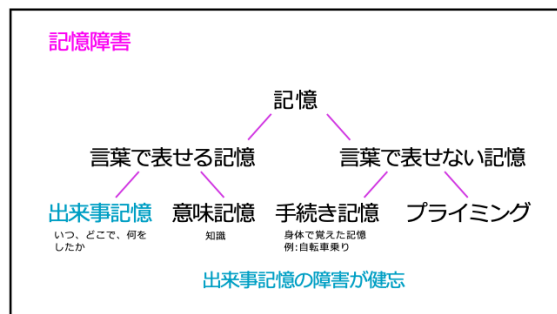 記憶障害
記憶
言葉で表せる記憶
言葉で表せない記憶
出来事記憶
意味記憶
手続き記憶
プライミング
いつ、どこで、何を
したか
知識
身体で覚えた記憶
例:自転車乗り
出来事記憶の障害が健忘